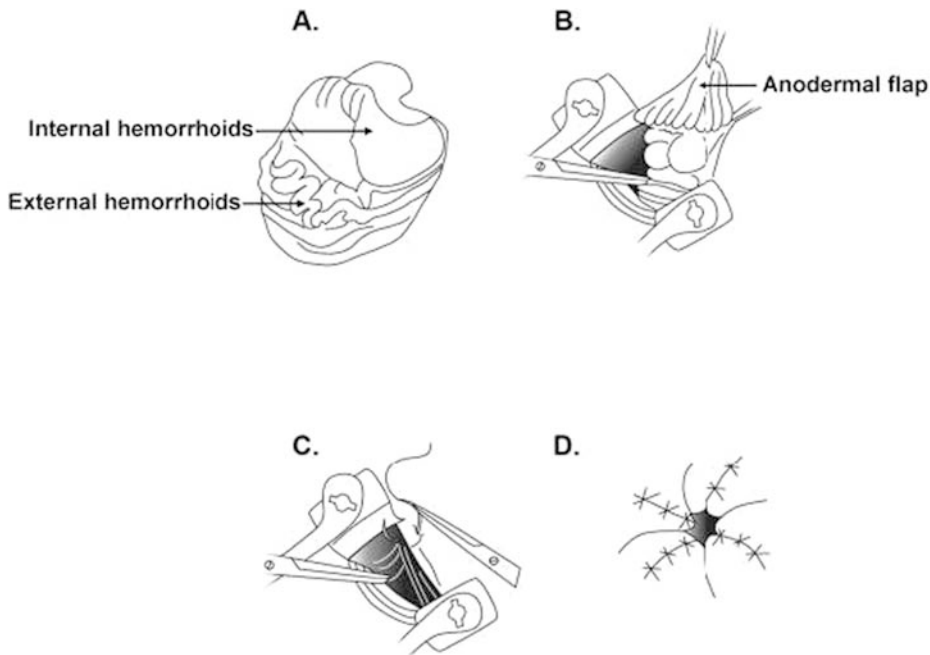 A.
B.
Anodermal flap
Internal hemorrhoids
External hemorrhoids
C.
D.